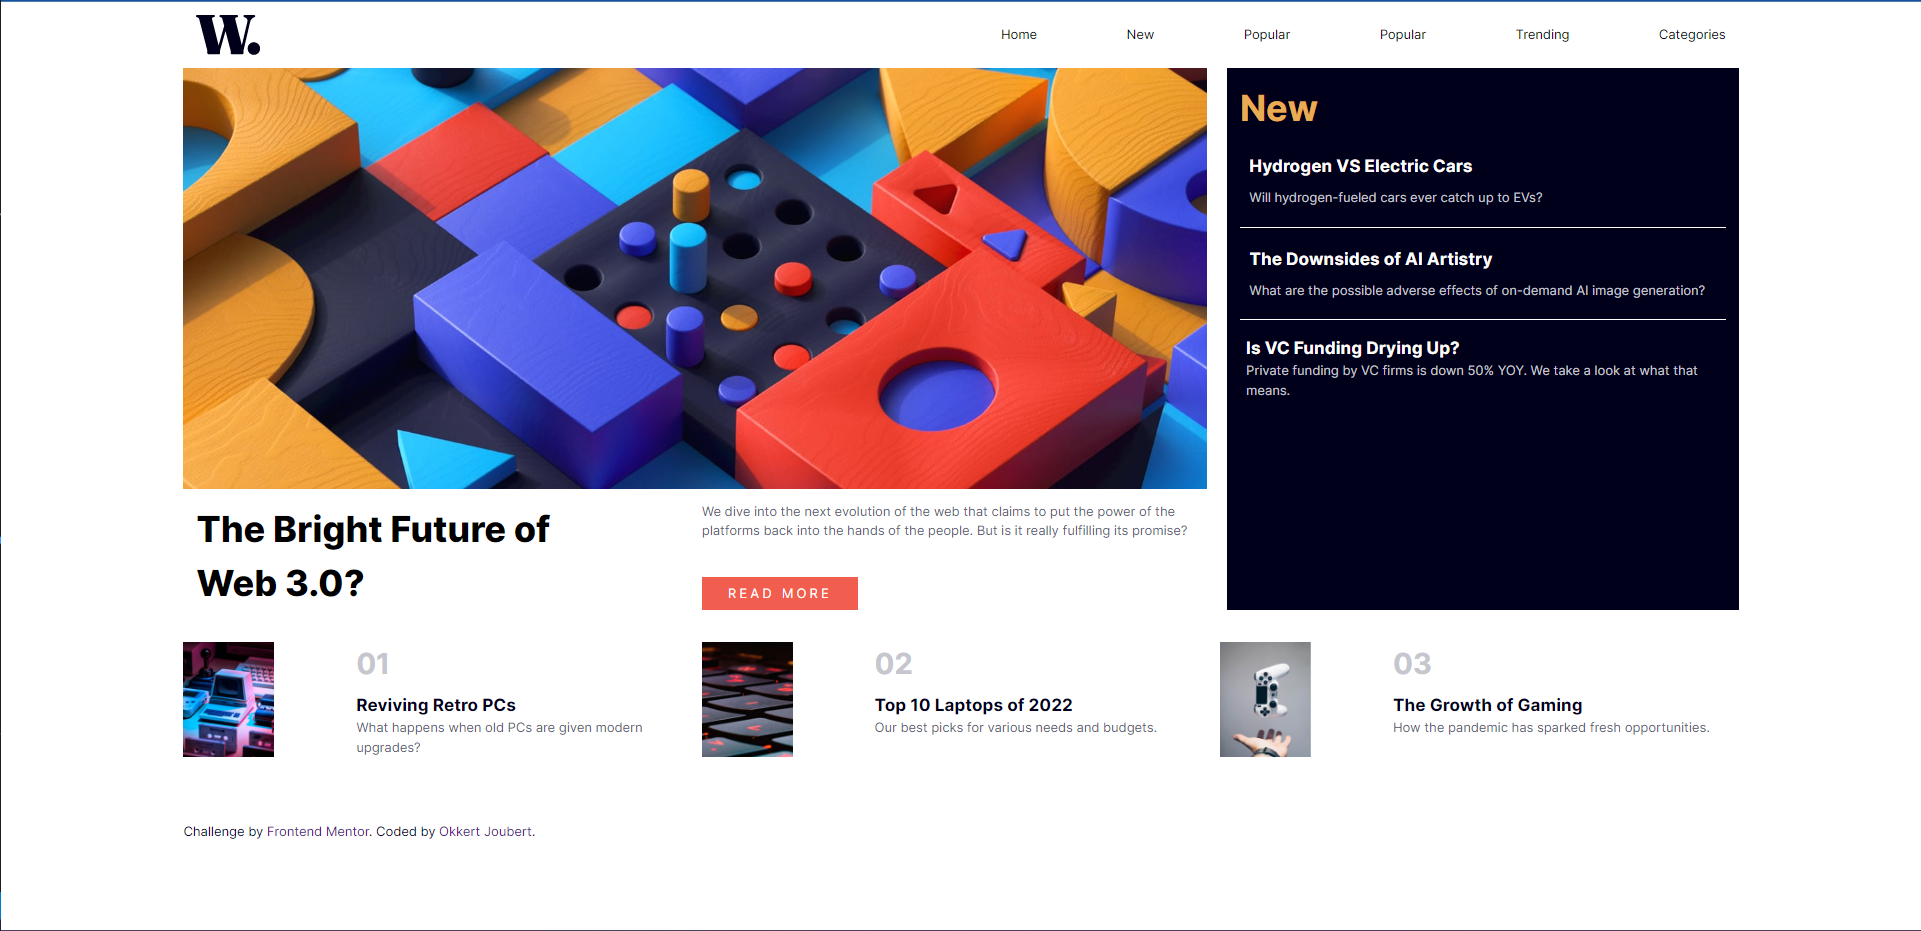 W.
Home
New
Popular
Popular
Trending
Categories
New
Hydrogen VS Electric Cars
Will hydrogen-fueled cars ever catch up to EVs?
The Downsides of AI Artistry
What are the possible adverse effects of on-demand AI image generation?
Is VC Funding Drying Up?
Private funding by VC firms is down 50% YOY. We take a look at what that
means.
The Bright Future of
Web 3.0?
We dive into the next evolution of the web that claims to put the power of the
platforms back into the hands of the people. But is it really fulfilling its promise?
READ MORE
01
Reviving Retro PCs
What happens when old PCs are given modern
upgrades?
02
Top 10 Laptops of 2022
Our best picks for various needs and budgets.
03
The Growth of Gaming
How the pandemic has sparked fresh opportunities.
Challenge by Frontend Mentor. Coded by Okkert Joubert.